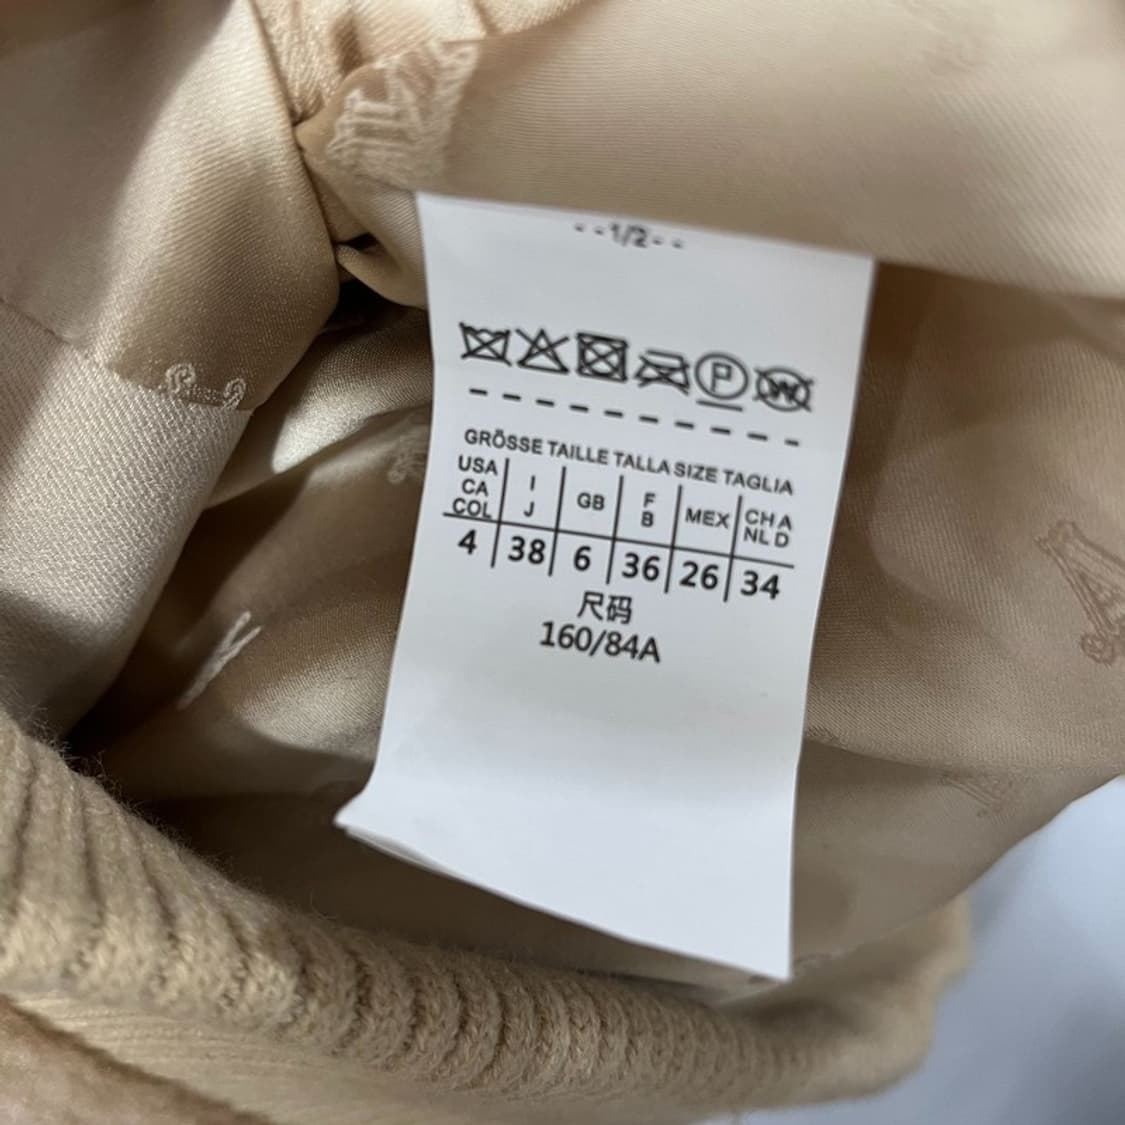 --1/2--
P W
GRÖSSE TAILLE TALLA SIZE TAGLIA
USA CA COL I J GB F B MEX CH A NL D
4 38 6 36 26 34
尺码
160/84A